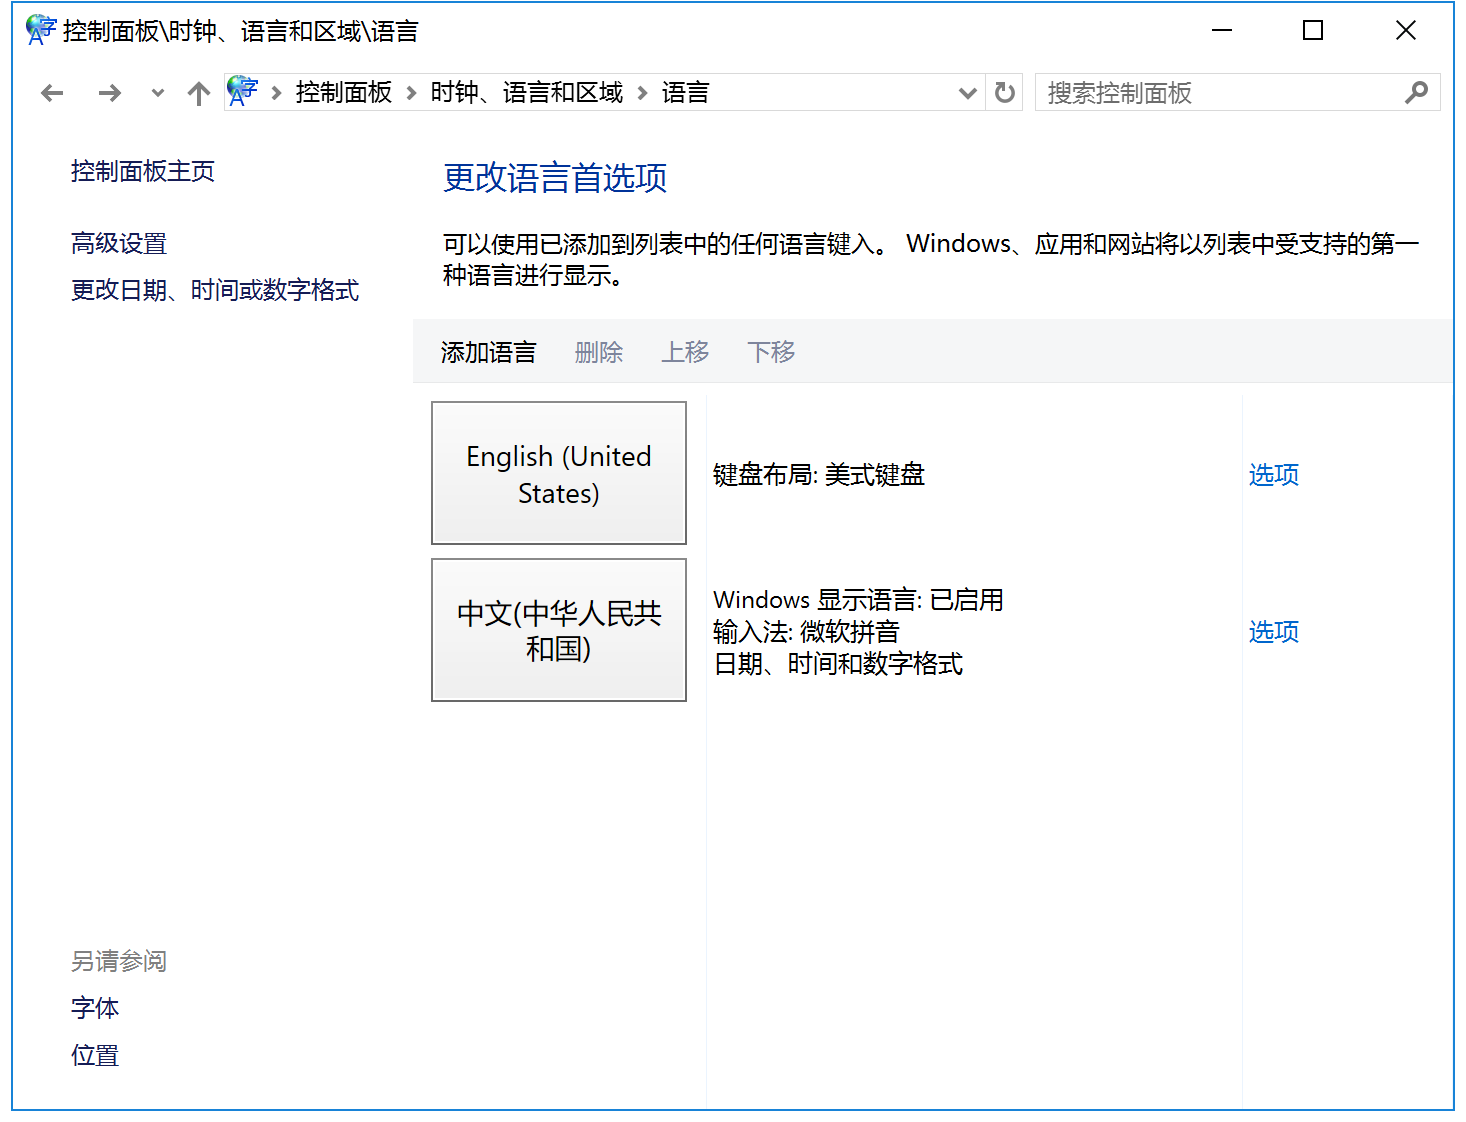 控制面板\时钟、语言和区域\语言
控制面板 时钟、语言和区域 语言
搜索控制面板
控制面板主页
高级设置
更改日期、时间或数字格式
更改语言首选项
可以使用已添加到列表中的任何语言键入。 Windows、应用和网站将以列表中受支持的第一
种语言进行显示。
添加语言 删除 上移 下移
English (United
States)
键盘布局: 美式键盘
选项
中文(中华人民共
和国)
Windows 显示语言: 已启用
输入法: 微软拼音
日期、时间和数字格式
选项
另请参阅
字体
位置